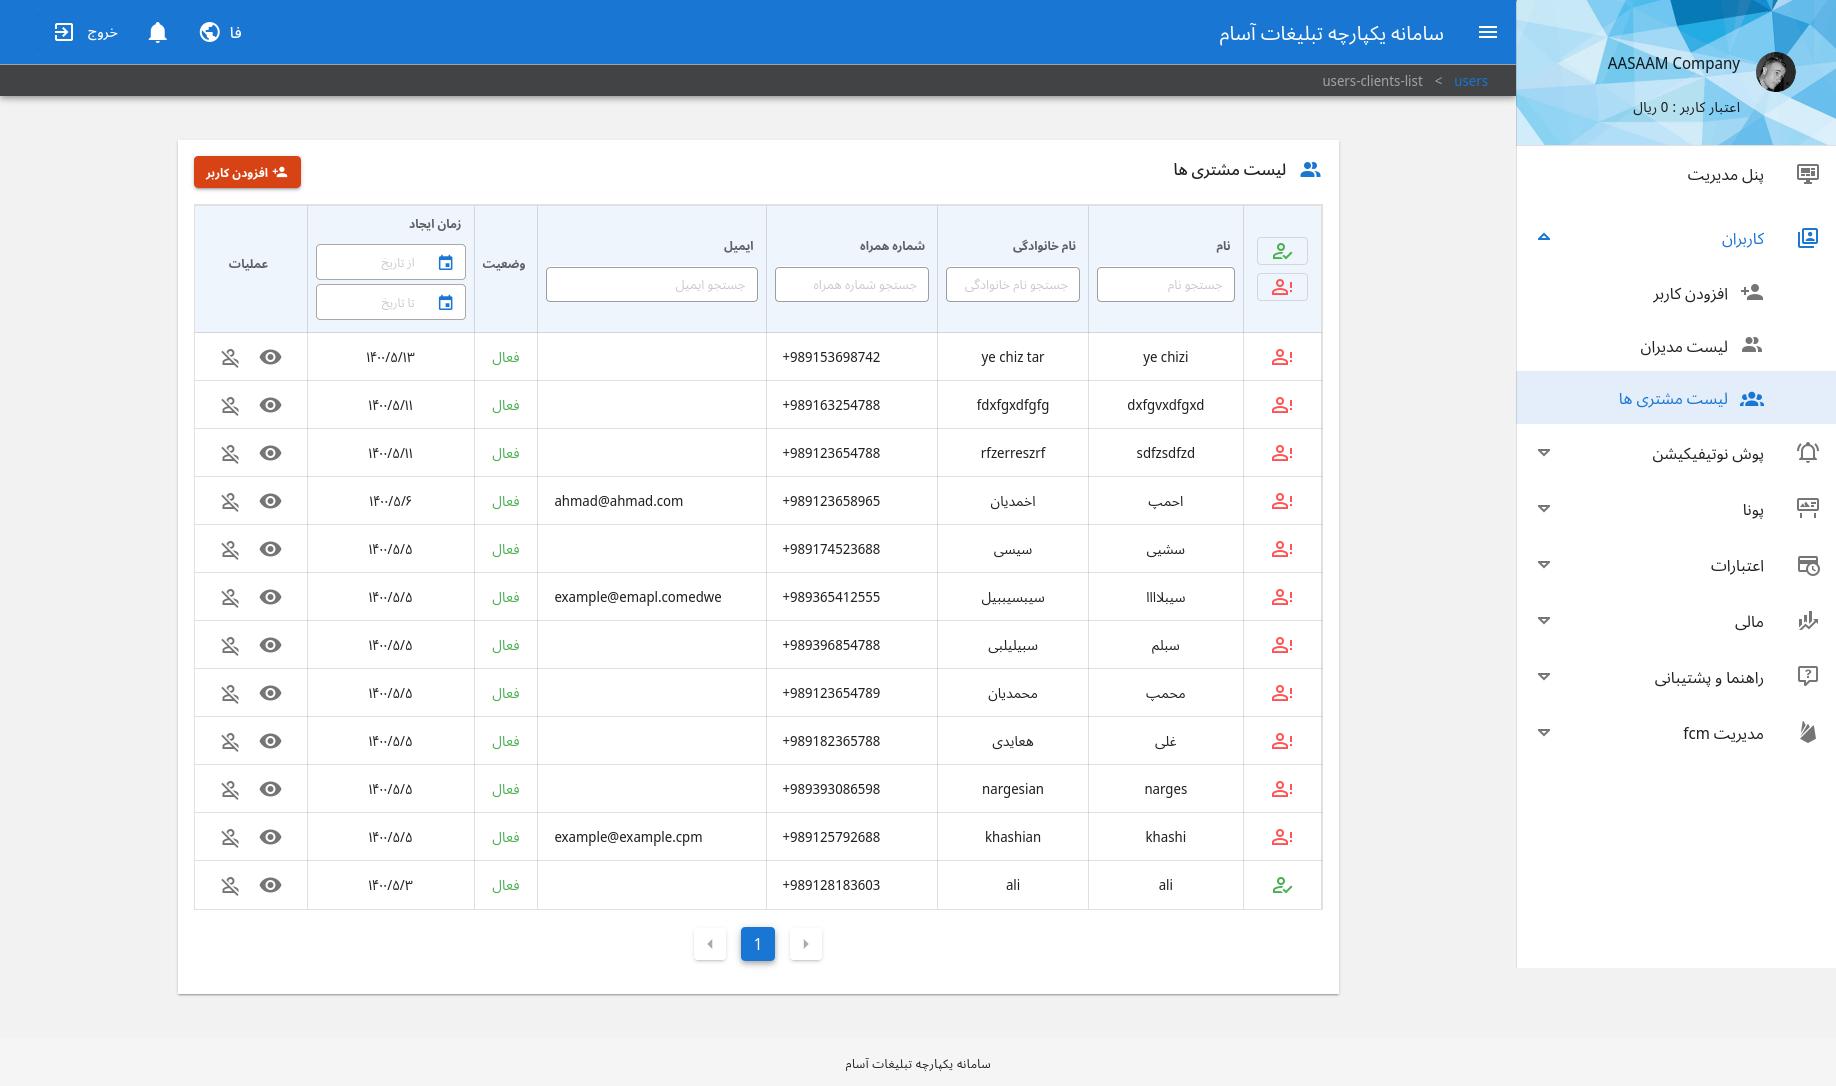 سامانه یکپارچه تبلیغات آسام
فا
خروج
users > users-clients-list
AASAAM Company
اعتبار کاربر : 0 ریال
پنل مدیریت
کاربران
افزودن کاربر
لیست مدیران
لیست مشتری ها
پوش نوتیفیکیشن
پونا
اعتبارات
مالی
راهنما و پشتیبانی
مدیریت fcm
لیست مشتری ها
افزودن کاربر
نام نام خانوادگی شماره همراه ایمیل وضعیت زمان ایجاد عملیات
جستجو نام جستجو نام خانوادگی جستجو شماره همراه جستجو ایمیل از تاریخ
تا تاریخ
ye chizi ye chiz tar +989153698742 فعال ۱۴۰۰/۵/۱۳
dxfgvxdfgxd fdxfgxdfgfg +989163254788 فعال ۱۴۰۰/۵/۱۱
sdfzsdfzd rfzerreszrf +989123654788 فعال ۱۴۰۰/۵/۱۱
احمپ اخمدیان +989123658965 ahmad@ahmad.com فعال ۱۴۰۰/۵/۶
سشیی سیسی +989174523688 فعال ۱۴۰۰/۵/۵
سیبلاااا سیبسیببیل +989365412555 example@emapl.comedwe فعال ۱۴۰۰/۵/۵
سبلم سبیلیلبی +989396854788 فعال ۱۴۰۰/۵/۵
محمپ محمدیان +989123654789 فعال ۱۴۰۰/۵/۵
غلی هعایدی +989182365788 فعال ۱۴۰۰/۵/۵
narges nargesian +989393086598 فعال ۱۴۰۰/۵/۵
khashi khashian +989125792688 example@example.cpm فعال ۱۴۰۰/۵/۵
ali ali +989128183603 فعال ۱۴۰۰/۵/۳
1
سامانه یکپارچه تبلیغات آسام